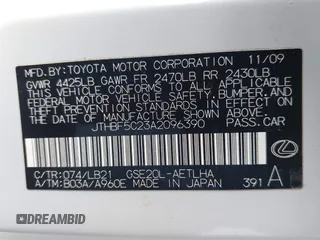 MFD.BY:TOYOTA MOTOR CORPORATION 11/09
GVWR 4425LB GAWR FR 2470LB RR 2430LB
THIS VEHICLE CONFORMS TO ALL APPLICABLE
FEDERAL MOTOR VEHICLE SAFETY, BUMPER, AND
THEFT PREVENTION STANDARDS IN EFFECT ON
THE DATE OF MANUFACTURE SHOWN ABOVE.
JTHBF5C23A2096390 PASS.CAR
C/TR:074/LB21 GSE20L-AETLHA
A/TM:B03A/A960E MADE IN JAPAN 391 A
DREAMBID
DREAMBID.COM